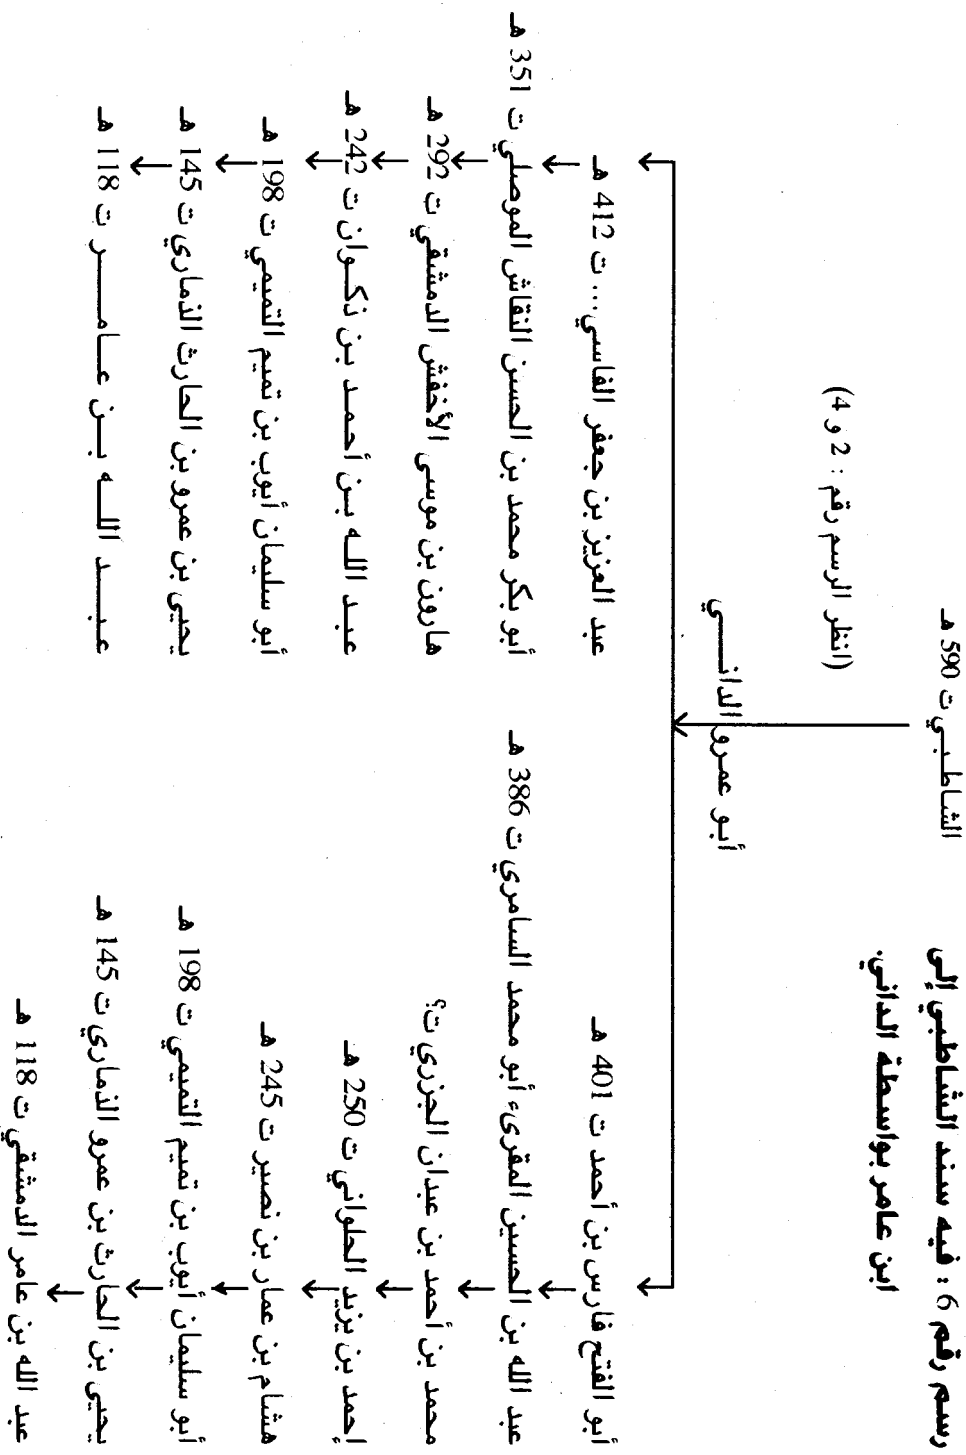 رسم رقم 6 : فيه سند الشاطبي إلى
ابن عامر بواسطة الداني.
الشاطبي ت 590 هـ
(انظر الرسم رقم : 2 و 4)
أبو عمرو الداني
أبو الفتح فارس بن أحمد ت 401 هـ
عبد الله بن الحسين المقرىء أبو محمد السامري ت 386 هـ
محمد بن أحمد بن عبدان الجزري ت؟
إحمد بن يزيد الحلواني ت 250 هـ
هشام بن عمار بن نصير ت 245 هـ
أبو سليمان أيوب بن تميم التميمي ت 198 هـ
يحيى بن الحارث بن عمرو الذماري ت 145 هـ
عبد الله بن عامر الدمشقي ت 118 هـ
عبد العزيز بن جعفر الفاسي... ت 412 هـ
أبو بكر محمد بن الحسن النقاش الموصلي ت 351 هـ
هارون بن موسى الأخفش الدمشقي ت 292 هـ
عبد الله بن أحمد بن ذكوان ت 242 هـ
أبو سليمان أيوب بن تميم التميمي ت 198 هـ
يحيى بن عمرو بن الحارث الذماري ت 145 هـ
عبد الله بن عامر ت 118 هـ